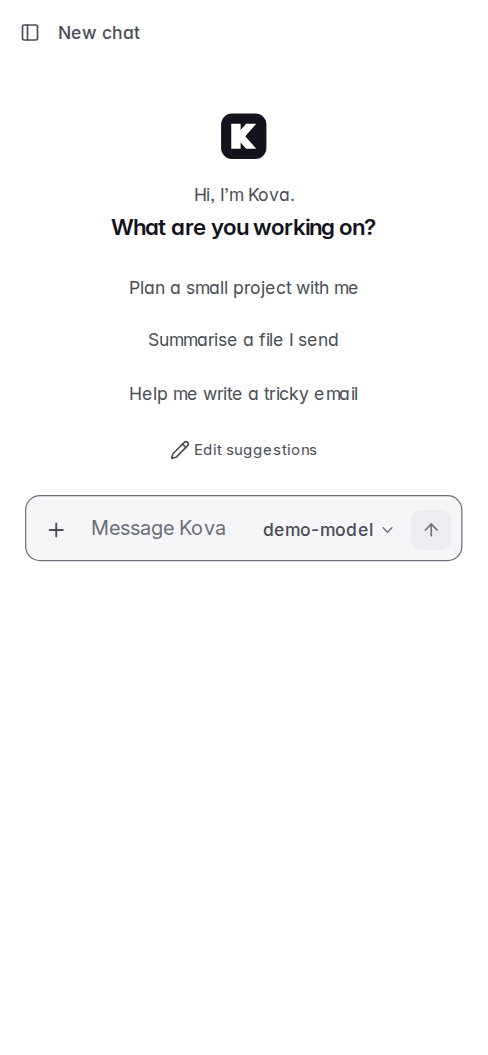 New chat
K
Hi, I’m Kova.
What are you working on?
Plan a small project with me
Summarise a file I send
Help me write a tricky email
Edit suggestions
Message Kova demo-model